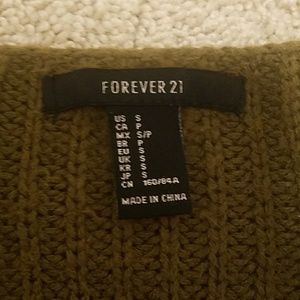 FOREVER 21
US S
CA P
MX S/P
BR P
EU S
UK S
KR S
JP S
CN 160/84A
MADE IN CHINA